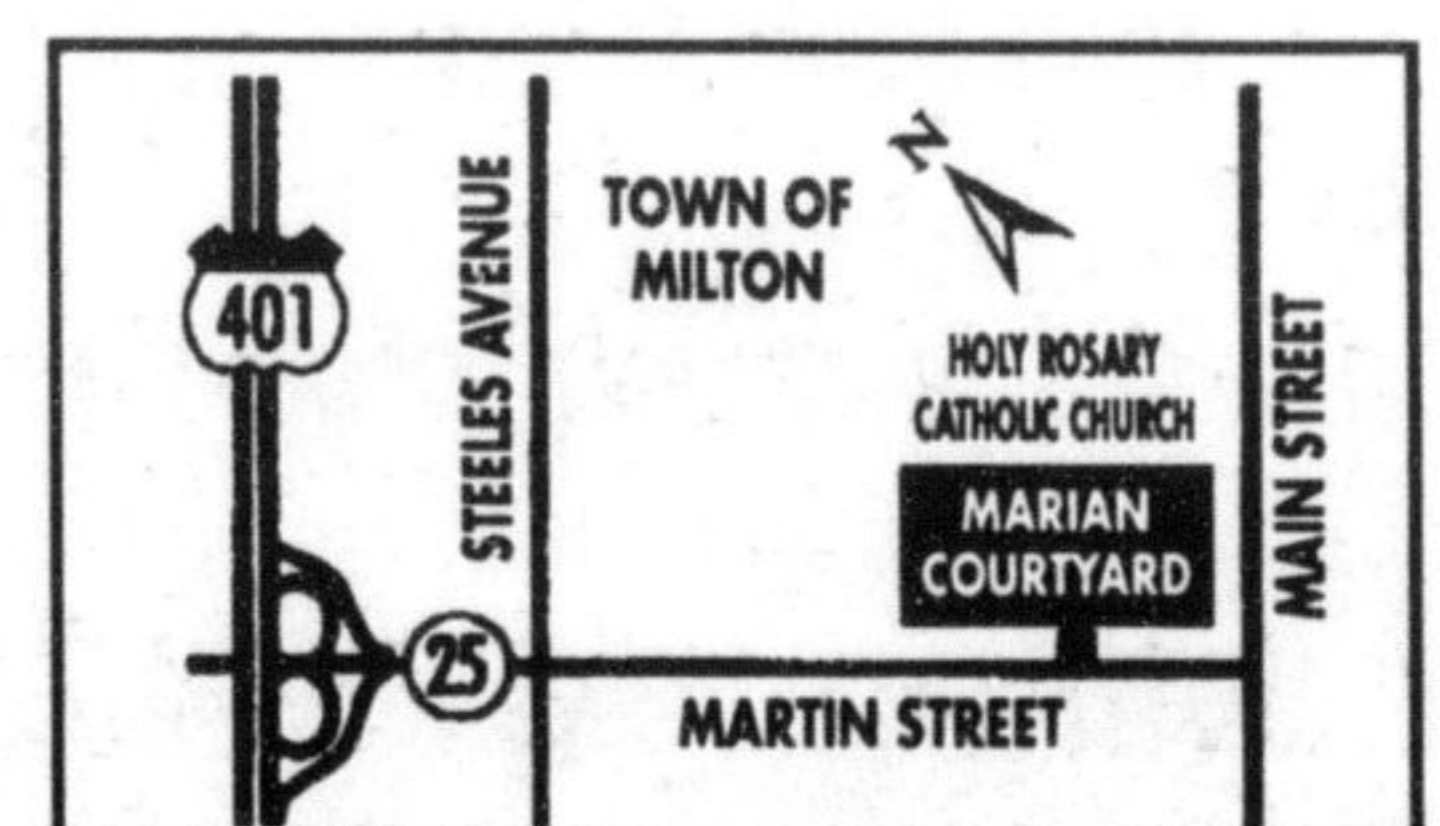 N
TOWN OF
MILTON
STEELES AVENUE
401
HOLY ROSARY
CATHOLIC CHURCH
MARIAN
COURTYARD
MAIN STREET
25
MARTIN STREET